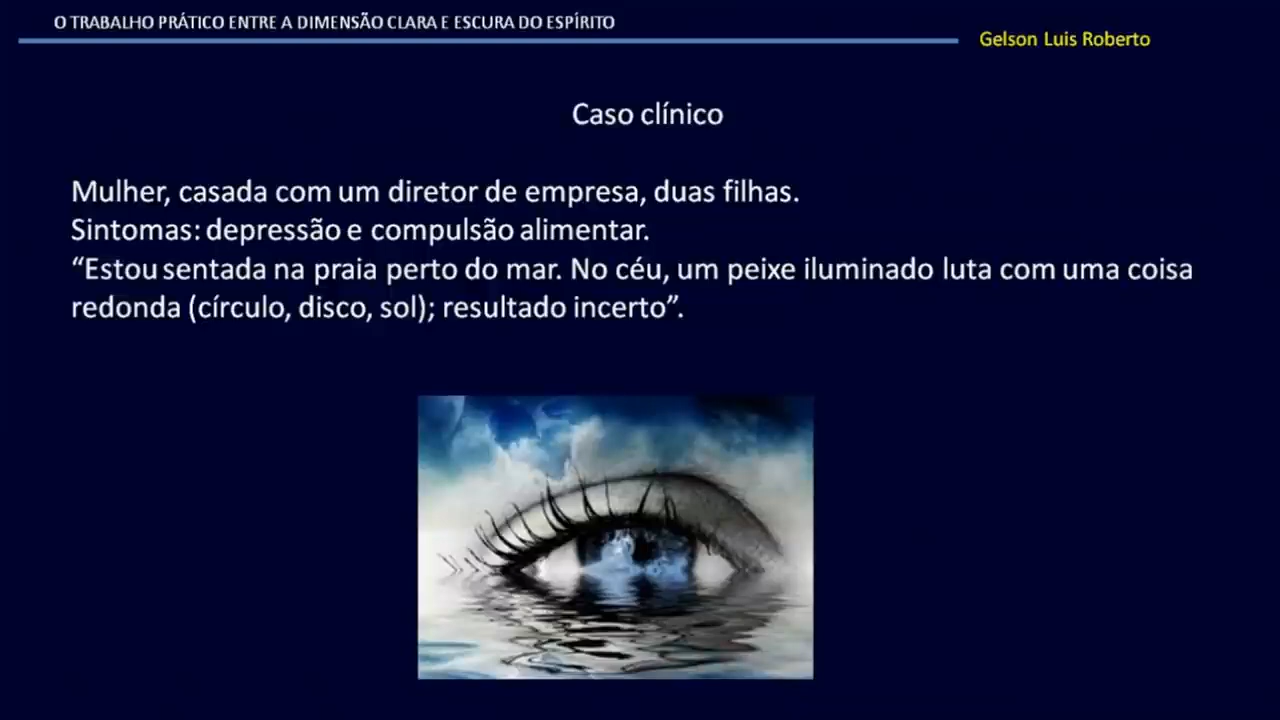 O TRABALHO PRÁTICO ENTRE A DIMENSÃO CLARA E ESCURA DO ESPÍRITO
Gelson Luis Roberto
Caso clínico
Mulher, casada com um diretor de empresa, duas filhas.
Sintomas: depressão e compulsão alimentar.
“Estou sentada na praia perto do mar. No céu, um peixe iluminado luta com uma coisa
redonda (círculo, disco, sol); resultado incerto”.